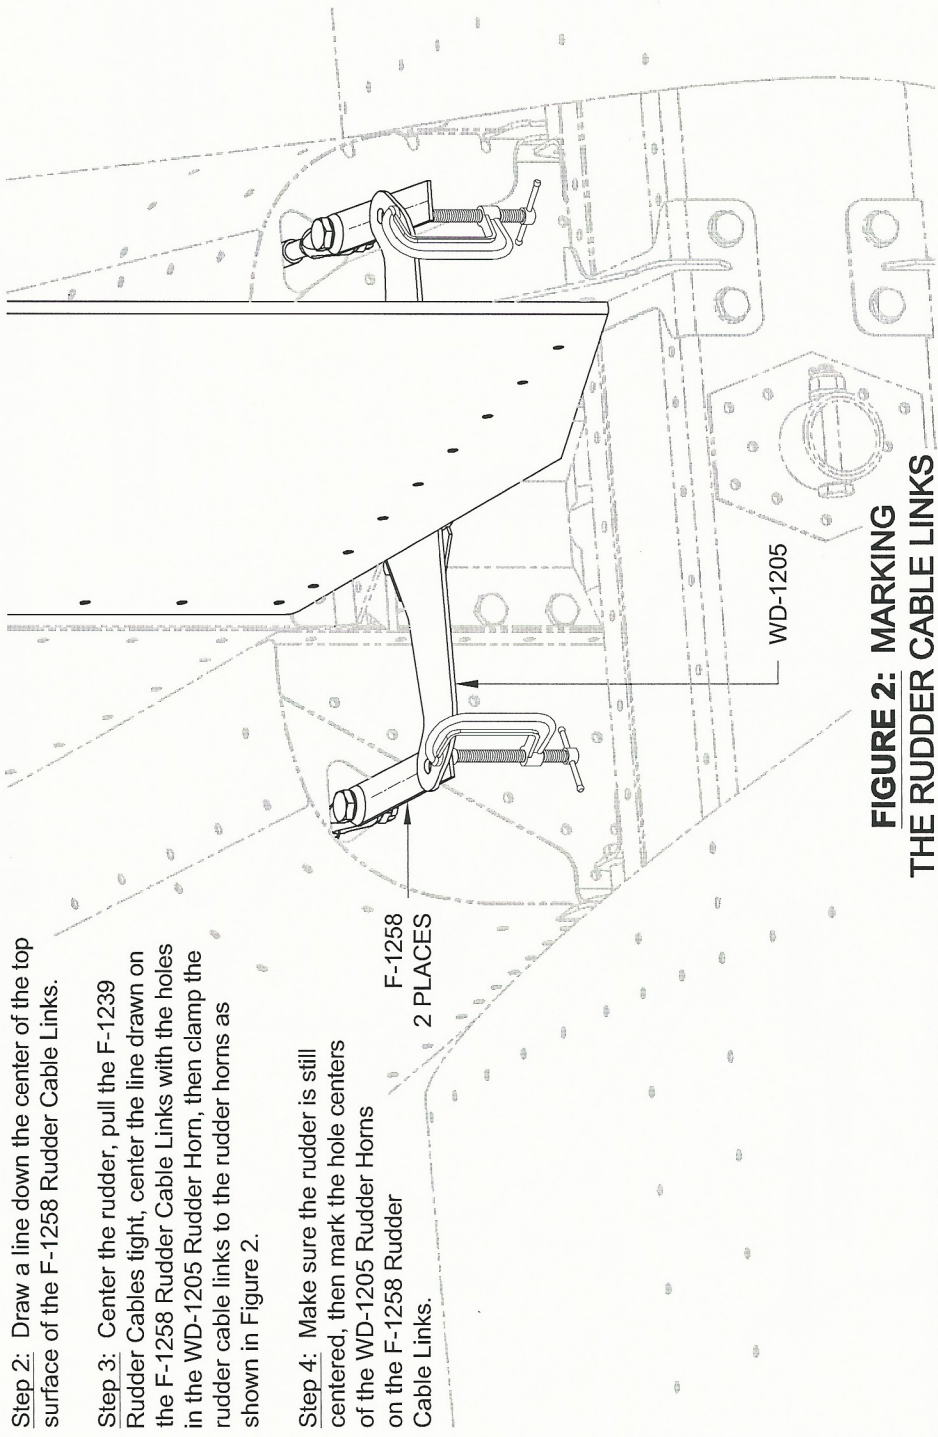 Step 2: Draw a line down the center of the top
surface of the F-1258 Rudder Cable Links.
Step 3: Center the rudder, pull the F-1239
Rudder Cables tight, center the line drawn on
the F-1258 Rudder Cable Links with the holes
in the WD-1205 Rudder Horn, then clamp the
rudder cable links to the rudder horns as
shown in Figure 2.
Step 4: Make sure the rudder is still
centered, then mark the hole centers
of the WD-1205 Rudder Horns
on the F-1258 Rudder
Cable Links.
F-1258
2 PLACES
WD-1205
FIGURE 2: MARKING
THE RUDDER CABLE LINKS